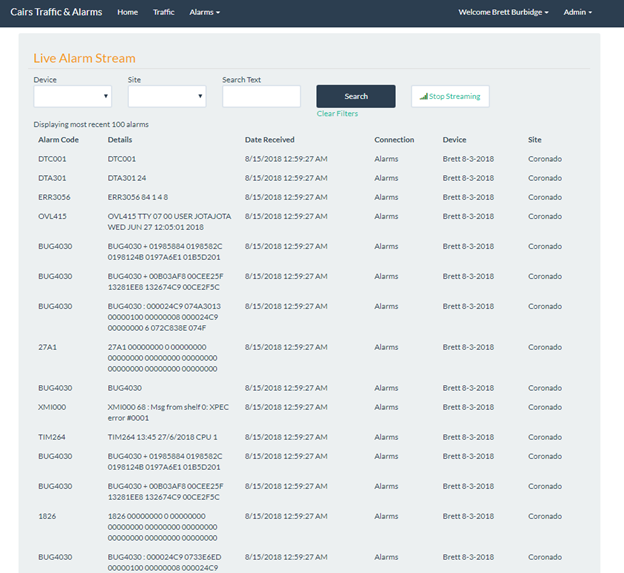 Cairs Traffic & Alarms Home Traffic Alarms Welcome Brett Burbidge Admin
Live Alarm Stream
Device Site Search Text
Search Stop Streaming
Clear Filters
Displaying most recent 100 alarms
Alarm Code Details Date Received Connection Device Site
DTC001 DTC001 8/15/2018 12:59:27 AM Alarms Brett 8-3-2018 Coronado
DTA301 DTA301 24 8/15/2018 12:59:27 AM Alarms Brett 8-3-2018 Coronado
ERR3056 ERR3056 84 1 4 8 8/15/2018 12:59:27 AM Alarms Brett 8-3-2018 Coronado
OVL415 OVL415 TTY 07 00 USER JOTAJOTA 8/15/2018 12:59:27 AM Alarms Brett 8-3-2018 Coronado
WED JUN 27 12:05:01 2018
BUG4030 BUG4030 + 01985884 0198582C 8/15/2018 12:59:27 AM Alarms Brett 8-3-2018 Coronado
0198124B 0197A6E1 01B5D201
BUG4030 BUG4030 + 00B03AF8 00CEE25F 8/15/2018 12:59:27 AM Alarms Brett 8-3-2018 Coronado
13281EE8 132674C9 00CE2F5C
BUG4030 BUG4030 : 000024C9 074A3013 8/15/2018 12:59:27 AM Alarms Brett 8-3-2018 Coronado
00000100 00000008 000024C9
00000000 6 072C838E 074F
27A1 27A1 00000000 0 00000000 8/15/2018 12:59:27 AM Alarms Brett 8-3-2018 Coronado
00000000 00000000 00000000
00000000 00000000 00000000
BUG4030 BUG4030 8/15/2018 12:59:27 AM Alarms Brett 8-3-2018 Coronado
XMI000 XMI000 68 : Msg from shelf 0: XPEC 8/15/2018 12:59:27 AM Alarms Brett 8-3-2018 Coronado
error #0001
TIM264 TIM264 13:45 27/6/2018 CPU 1 8/15/2018 12:59:27 AM Alarms Brett 8-3-2018 Coronado
BUG4030 BUG4030 + 01985884 0198582C 8/15/2018 12:59:27 AM Alarms Brett 8-3-2018 Coronado
0198124B 0197A6E1 01B5D201
BUG4030 BUG4030 + 00B03AF8 00CEE25F 8/15/2018 12:59:27 AM Alarms Brett 8-3-2018 Coronado
13281EE8 132674C9 00CE2F5C
1826 1826 00000000 0 00000000 8/15/2018 12:59:27 AM Alarms Brett 8-3-2018 Coronado
00000000 00000000 00000000
00000000 00000000 00000000
BUG4030 BUG4030 : 000024C9 0733E6ED 8/15/2018 12:59:27 AM Alarms Brett 8-3-2018 Coronado
00000100 00000008 000024C9